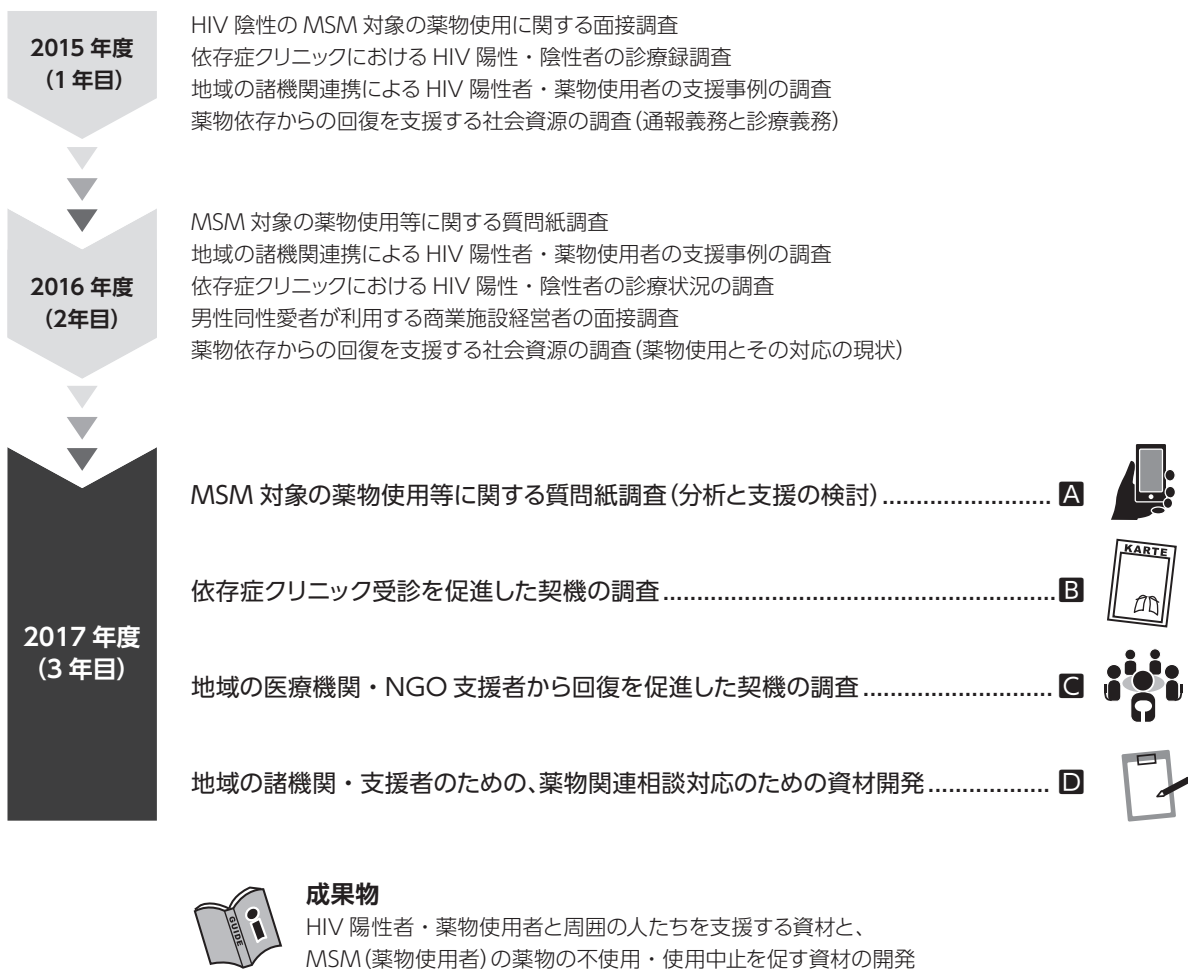 2015 年度
(1 年目)
HIV 陰性の MSM 対象の薬物使用に関する面接調査
依存症クリニックにおける HIV 陽性・陰性者の診療録調査
地域の諸機関連携による HIV 陽性者・薬物使用者の支援事例の調査
薬物依存からの回復を支援する社会資源の調査(通報義務と診療義務)
2016 年度
(2年目)
MSM 対象の薬物使用等に関する質問紙調査
地域の諸機関連携による HIV 陽性者・薬物使用者の支援事例の調査
依存症クリニックにおける HIV 陽性・陰性者の診療状況の調査
男性同性愛者が利用する商業施設経営者の面接調査
薬物依存からの回復を支援する社会資源の調査(薬物使用とその対応の現状)
2017 年度
(3 年目)
MSM 対象の薬物使用等に関する質問紙調査(分析と支援の検討) ......................... A
依存症クリニック受診を促進した契機の調査 ......................................................... B
KARTE
地域の医療機関・NGO 支援者から回復を促進した契機の調査 ............................ C
地域の諸機関・支援者のための、薬物関連相談対応のための資材開発 .................. D
GUIDE
i
成果物
HIV 陽性者・薬物使用者と周囲の人たちを支援する資材と、
MSM(薬物使用者)の薬物の不使用・使用中止を促す資材の開発